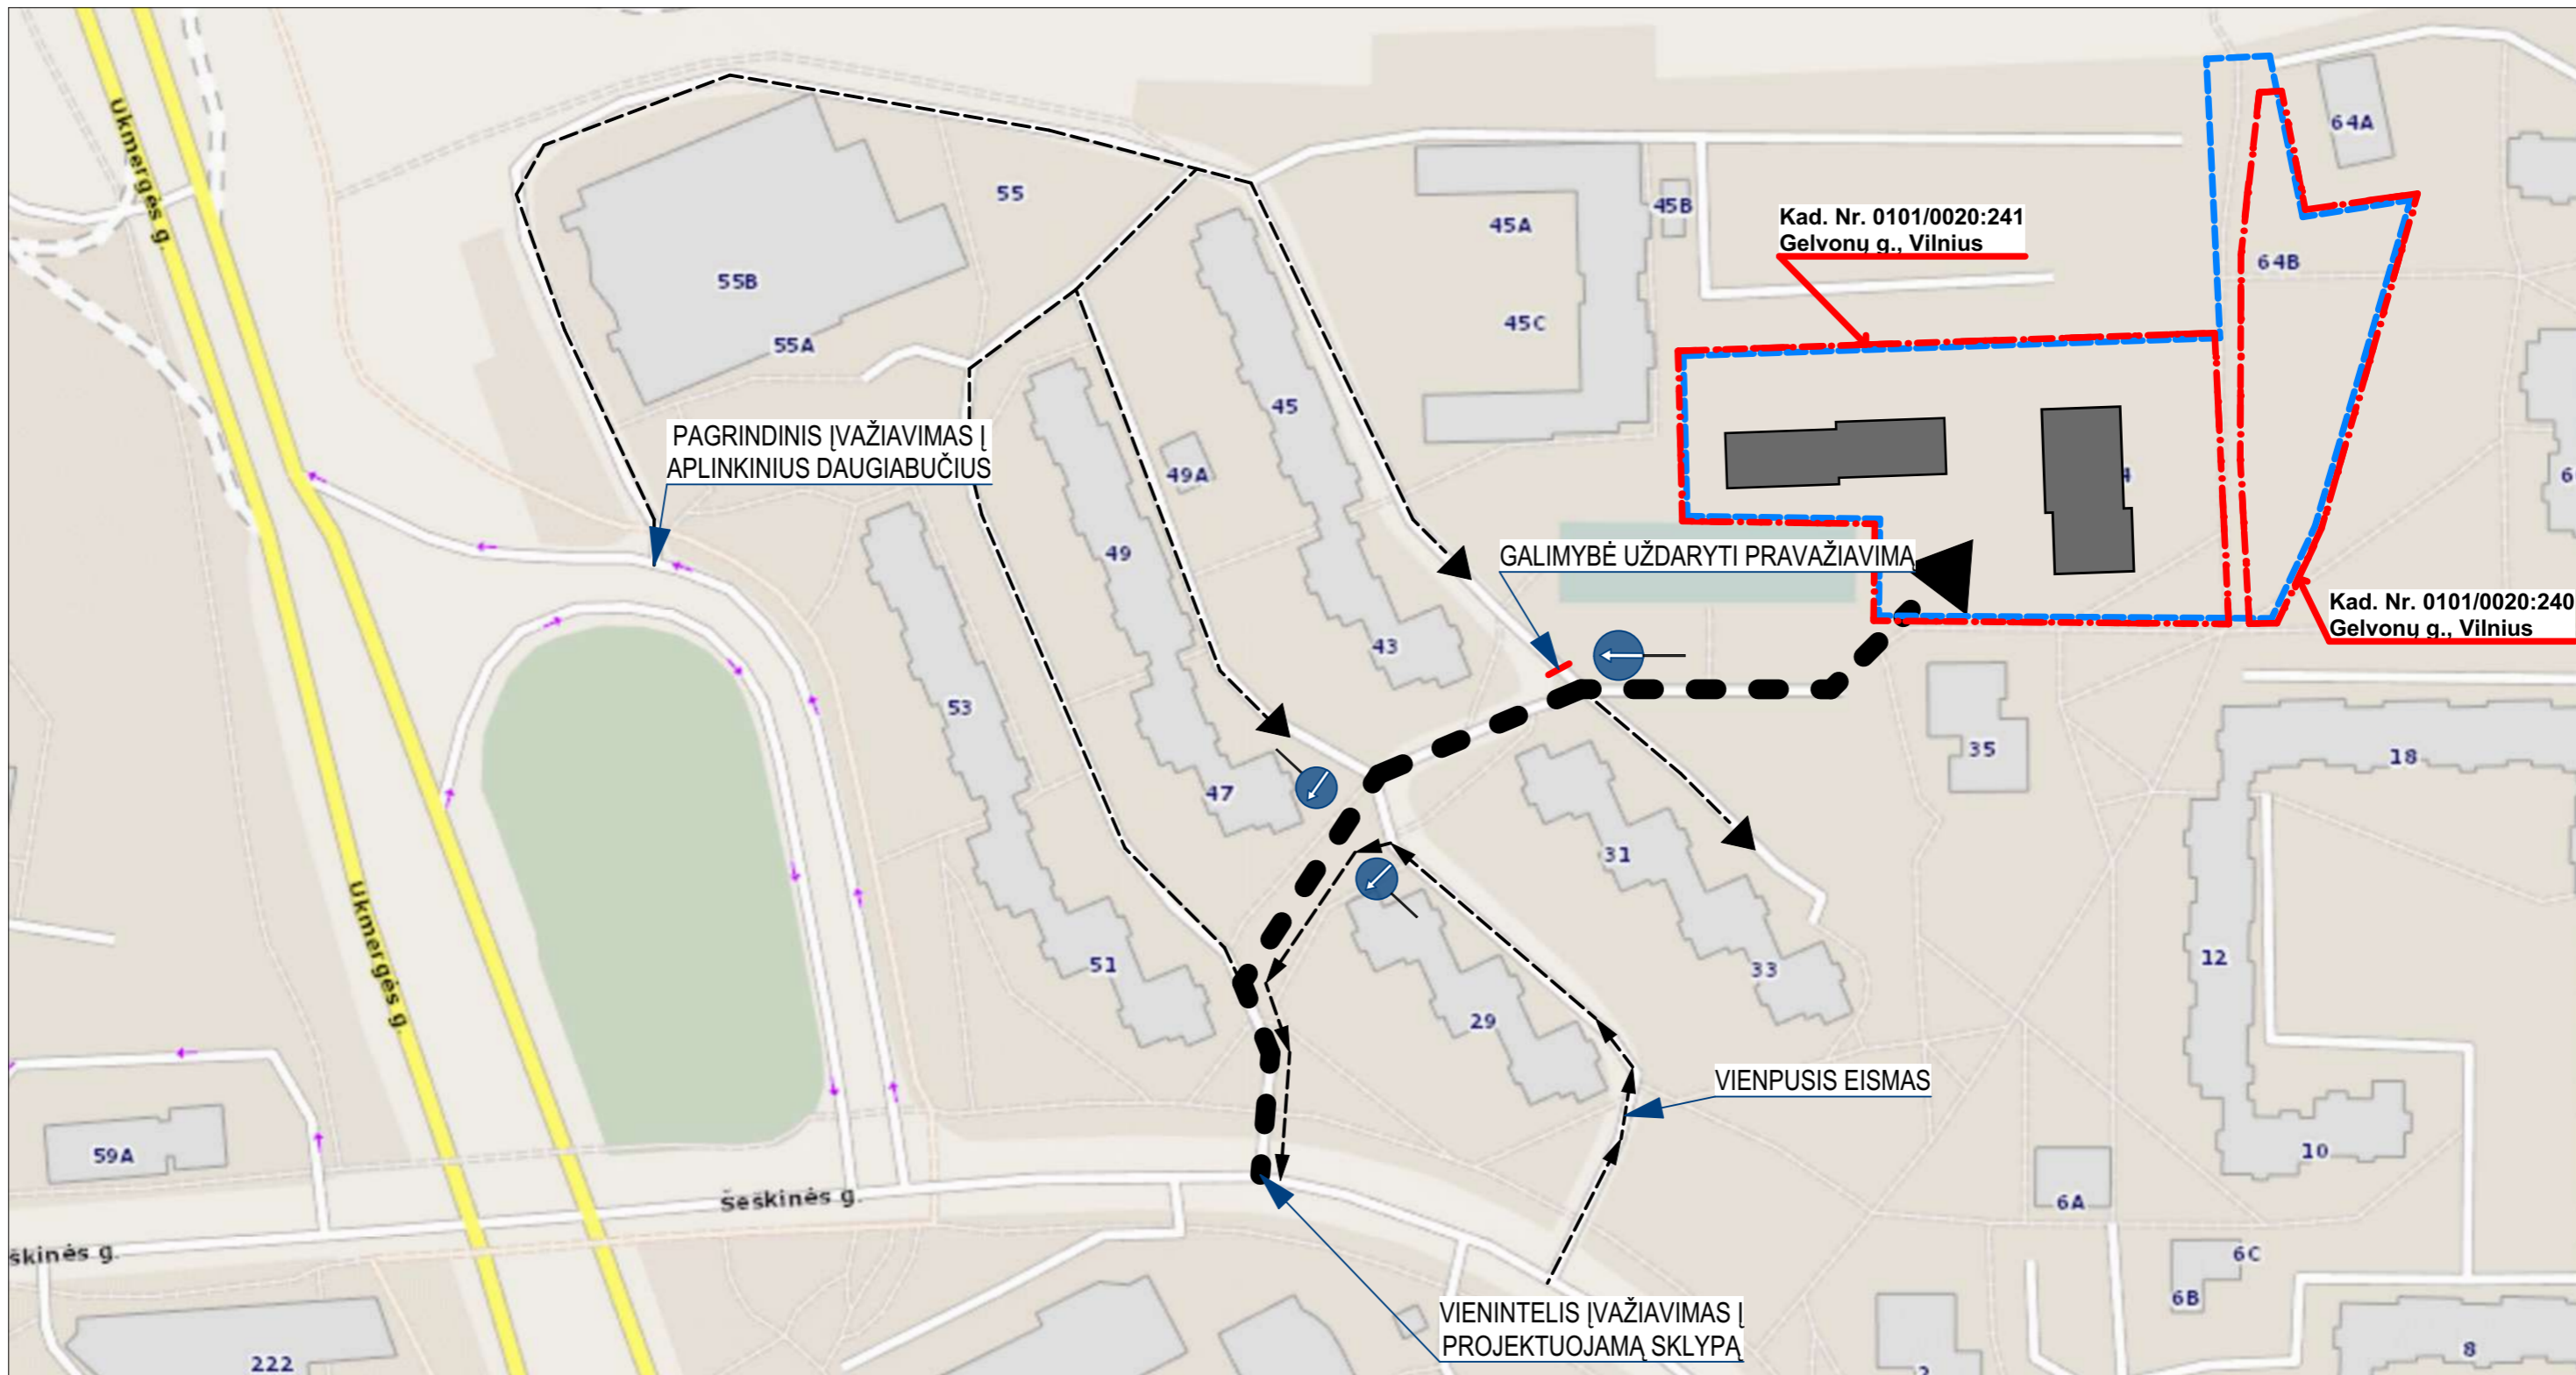 Ukmergės g.
55
55B
55A
45A
45B
45C
64A
Kad. Nr. 0101/0020:241
Gelvonų g., Vilnius
64B
45
PAGRINDINIS ĮVAŽIAVIMAS Į
APLINKINIUS DAUGIABUČIUS
49A
4
6
49
GALIMYBĖ UŽDARYTI PRAVAŽIAVIMĄ
Kad. Nr. 0101/0020:240
Gelvonų g., Vilnius
43
53
35
18
47
31
Ukmergės g.
51
33
12
29
VIENPUSIS EISMAS
59A
10
Šeškinės g.
6A
škinės g.
6C
6B
VIENINTELIS ĮVAŽIAVIMAS Į
PROJEKTUOJAMĄ SKLYPĄ
222
8